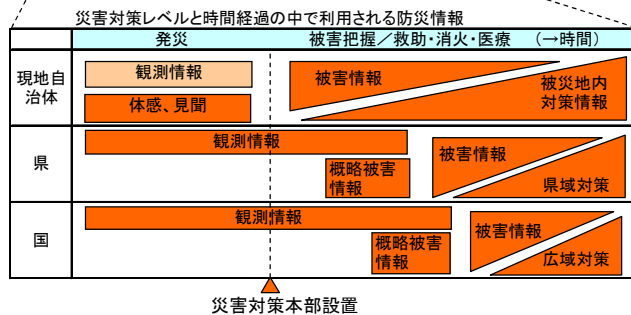 災害対策レベルと時間経過の中で利用される防災情報
発災
被害把握／救助・消火・医療　（→時間）
現地自
治体
観測情報
体感、見聞
被害情報
被災地内
対策情報
県
観測情報
概略被害
情報
被害情報
県域対策
国
観測情報
概略被害
情報
被害情報
広域対策
災害対策本部設置